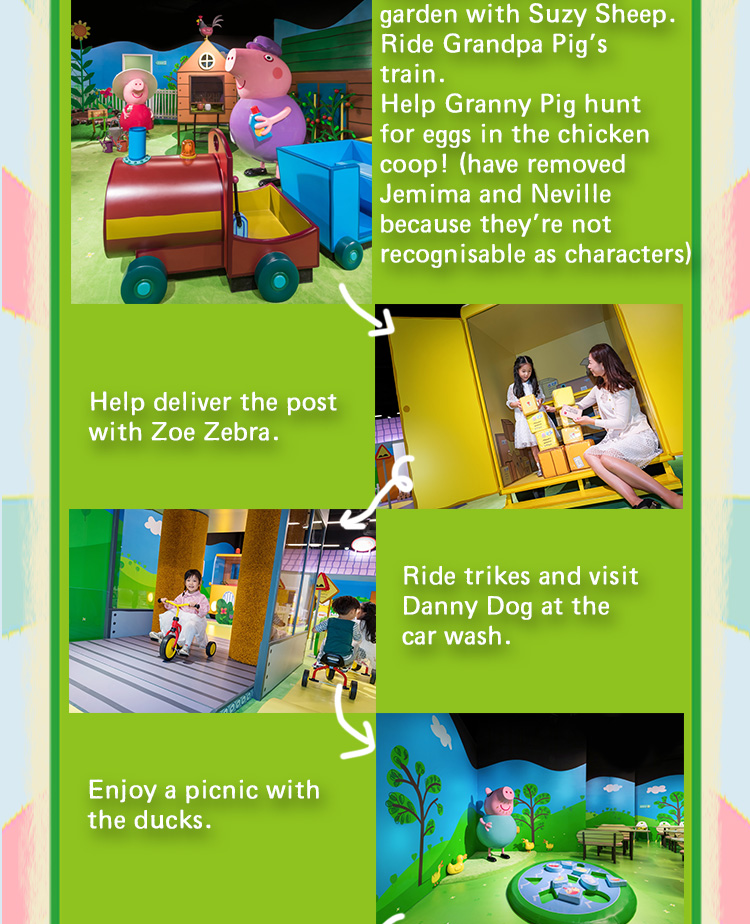 garden with Suzy Sheep.
Ride Grandpa Pig’s
train.
Help Granny Pig hunt
for eggs in the chicken
coop! (have removed
Jemima and Neville
because they’re not
recognisable as characters)
Help deliver the post
with Zoe Zebra.
Ride trikes and visit
Danny Dog at the
car wash.
Enjoy a picnic with
the ducks.